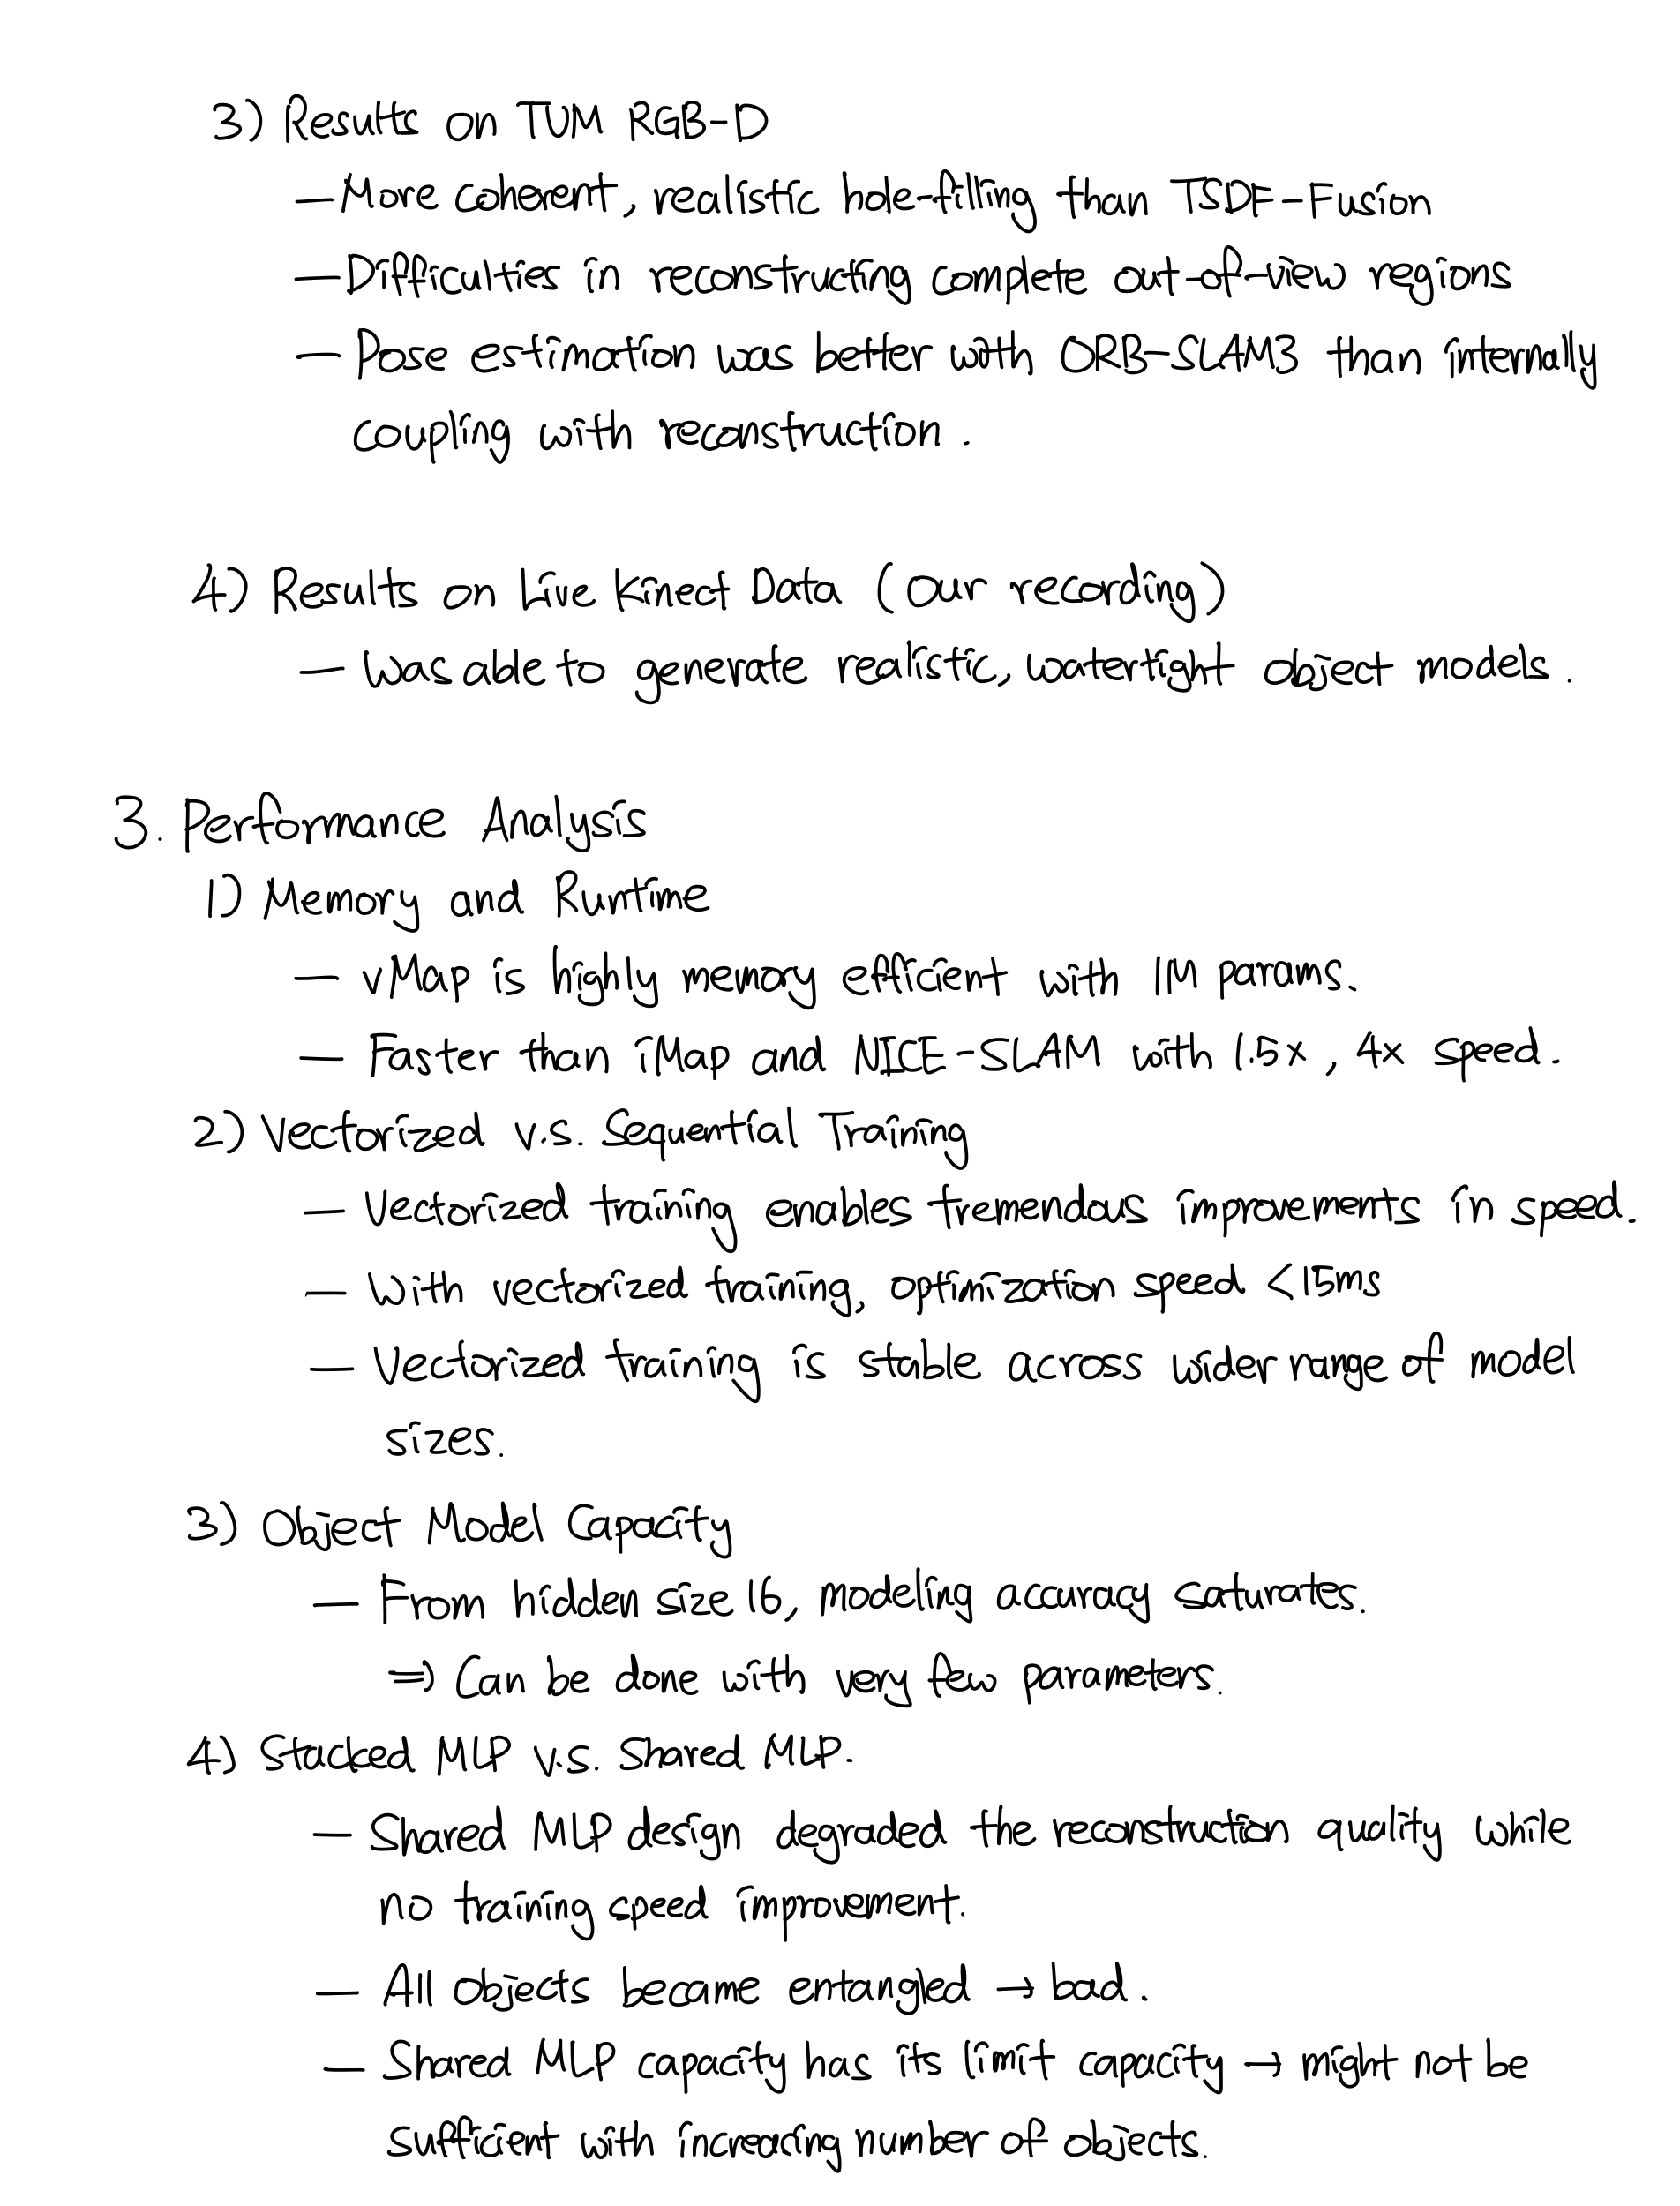 3) Results on TUM RGB-D
— More coherent, realistic hole-filling than TSDF-Fusion
— Difficulties in reconstructing complete out-of-view regions
— Pose estimation was better with ORB-SLAM3 than internally
coupling with reconstruction.
4) Results on Live Kinect Data (Our recording)
— Was able to generate realistic, watertight object models.
3. Performance Analysis
1) Memory and Runtime
— vMap is highly memory efficient with 1M params.
— Faster than iMap and NICE-SLAM with 1.5x, 4x speed.
2) Vectorized v.s. Sequential Training
— Vectorized training enables tremendous improvements in speed.
— With vectorized training, optimization speed <15ms
— Vectorized training is stable across wider range of model
sizes.
3) Object Model Capacity
— From hidden size 16, modeling accuracy saturates.
⇒ Can be done with very few parameters.
4) Stacked MLP v.s. Shared MLP.
— Shared MLP design degraded the reconstruction quality while
no training speed improvement.
— All objects became entangled → bad.
— Shared MLP capacity has its limit capacity → might not be
sufficient with increasing number of objects.